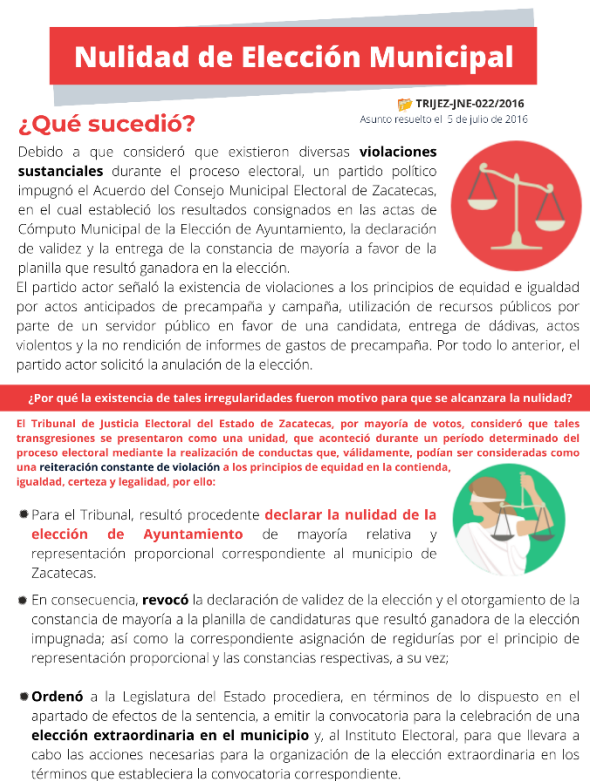 Nulidad de Elección Municipal
TRIJEZ-JNE-022/2016
Asunto resuelto el 5 de julio de 2016
¿Qué sucedió?
Debido a que consideró que existieron diversas violaciones
sustanciales durante el proceso electoral, un partido político
impugnó el Acuerdo del Consejo Municipal Electoral de Zacatecas,
en el cual estableció los resultados consignados en las actas de
Cómputo Municipal de la Elección de Ayuntamiento, la declaración
de validez y la entrega de la constancia de mayoría a favor de la
planilla que resultó ganadora en la elección.
El partido actor señaló la existencia de violaciones a los principios de equidad e igualdad
por actos anticipados de precampaña y campaña, utilización de recursos públicos por
parte de un servidor público en favor de una candidata, entrega de dádivas, actos
violentos y la no rendición de informes de gastos de precampaña. Por todo lo anterior, el
partido actor solicitó la anulación de la elección.
¿Por qué la existencia de tales irregularidades fueron motivo para que se alcanzara la nulidad?
El Tribunal de Justicia Electoral del Estado de Zacatecas, por mayoría de votos, consideró que tales
transgresiones se presentaron como una unidad, que aconteció durante un período determinado del
proceso electoral mediante la realización de conductas que, válidamente, podían ser consideradas como
una reiteración constante de violación a los principios de equidad en la contienda,
igualdad, certeza y legalidad, por ello:
Para el Tribunal, resultó procedente declarar la nulidad de la
elección de Ayuntamiento de mayoría relativa y
representación proporcional correspondiente al municipio de
Zacatecas.
En consecuencia, revocó la declaración de validez de la elección y el otorgamiento de la
constancia de mayoría a la planilla de candidaturas que resultó ganadora de la elección
impugnada; así como la correspondiente asignación de regidurías por el principio de
representación proporcional y las constancias respectivas, a su vez;
Ordenó a la Legislatura del Estado procediera, en términos de lo dispuesto en el
apartado de efectos de la sentencia, a emitir la convocatoria para la celebración de una
elección extraordinaria en el municipio y, al Instituto Electoral, para que llevara a
cabo las acciones necesarias para la organización de la elección extraordinaria en los
términos que estableciera la convocatoria correspondiente.